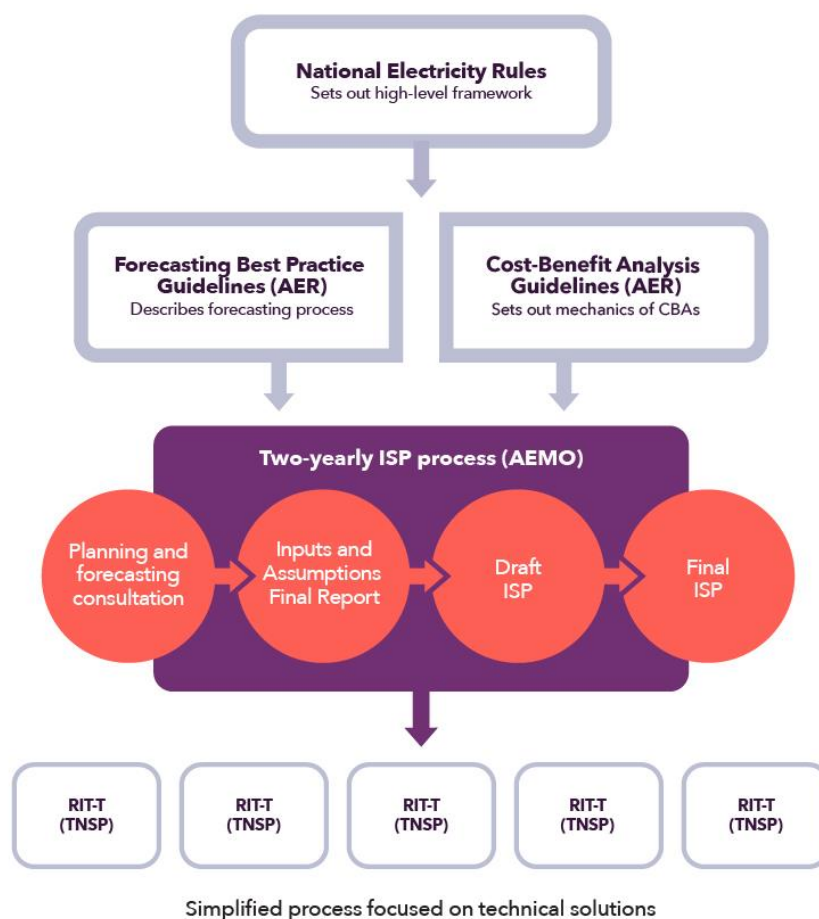 National Electricity Rules
Sets out high-level framework
Forecasting Best Practice
Guidelines (AER)
Describes forecasting process
Cost-Benefit Analysis
Guidelines (AER)
Sets out mechanics of CBAs
Two-yearly ISP process (AEMO)
Planning and
forecasting
consultation
Inputs and
Assumptions
Final Report
Draft
ISP
Final
ISP
RIT-T
(TNSP)
RIT-T
(TNSP)
RIT-T
(TNSP)
RIT-T
(TNSP)
RIT-T
(TNSP)
Simplified process focused on technical solutions